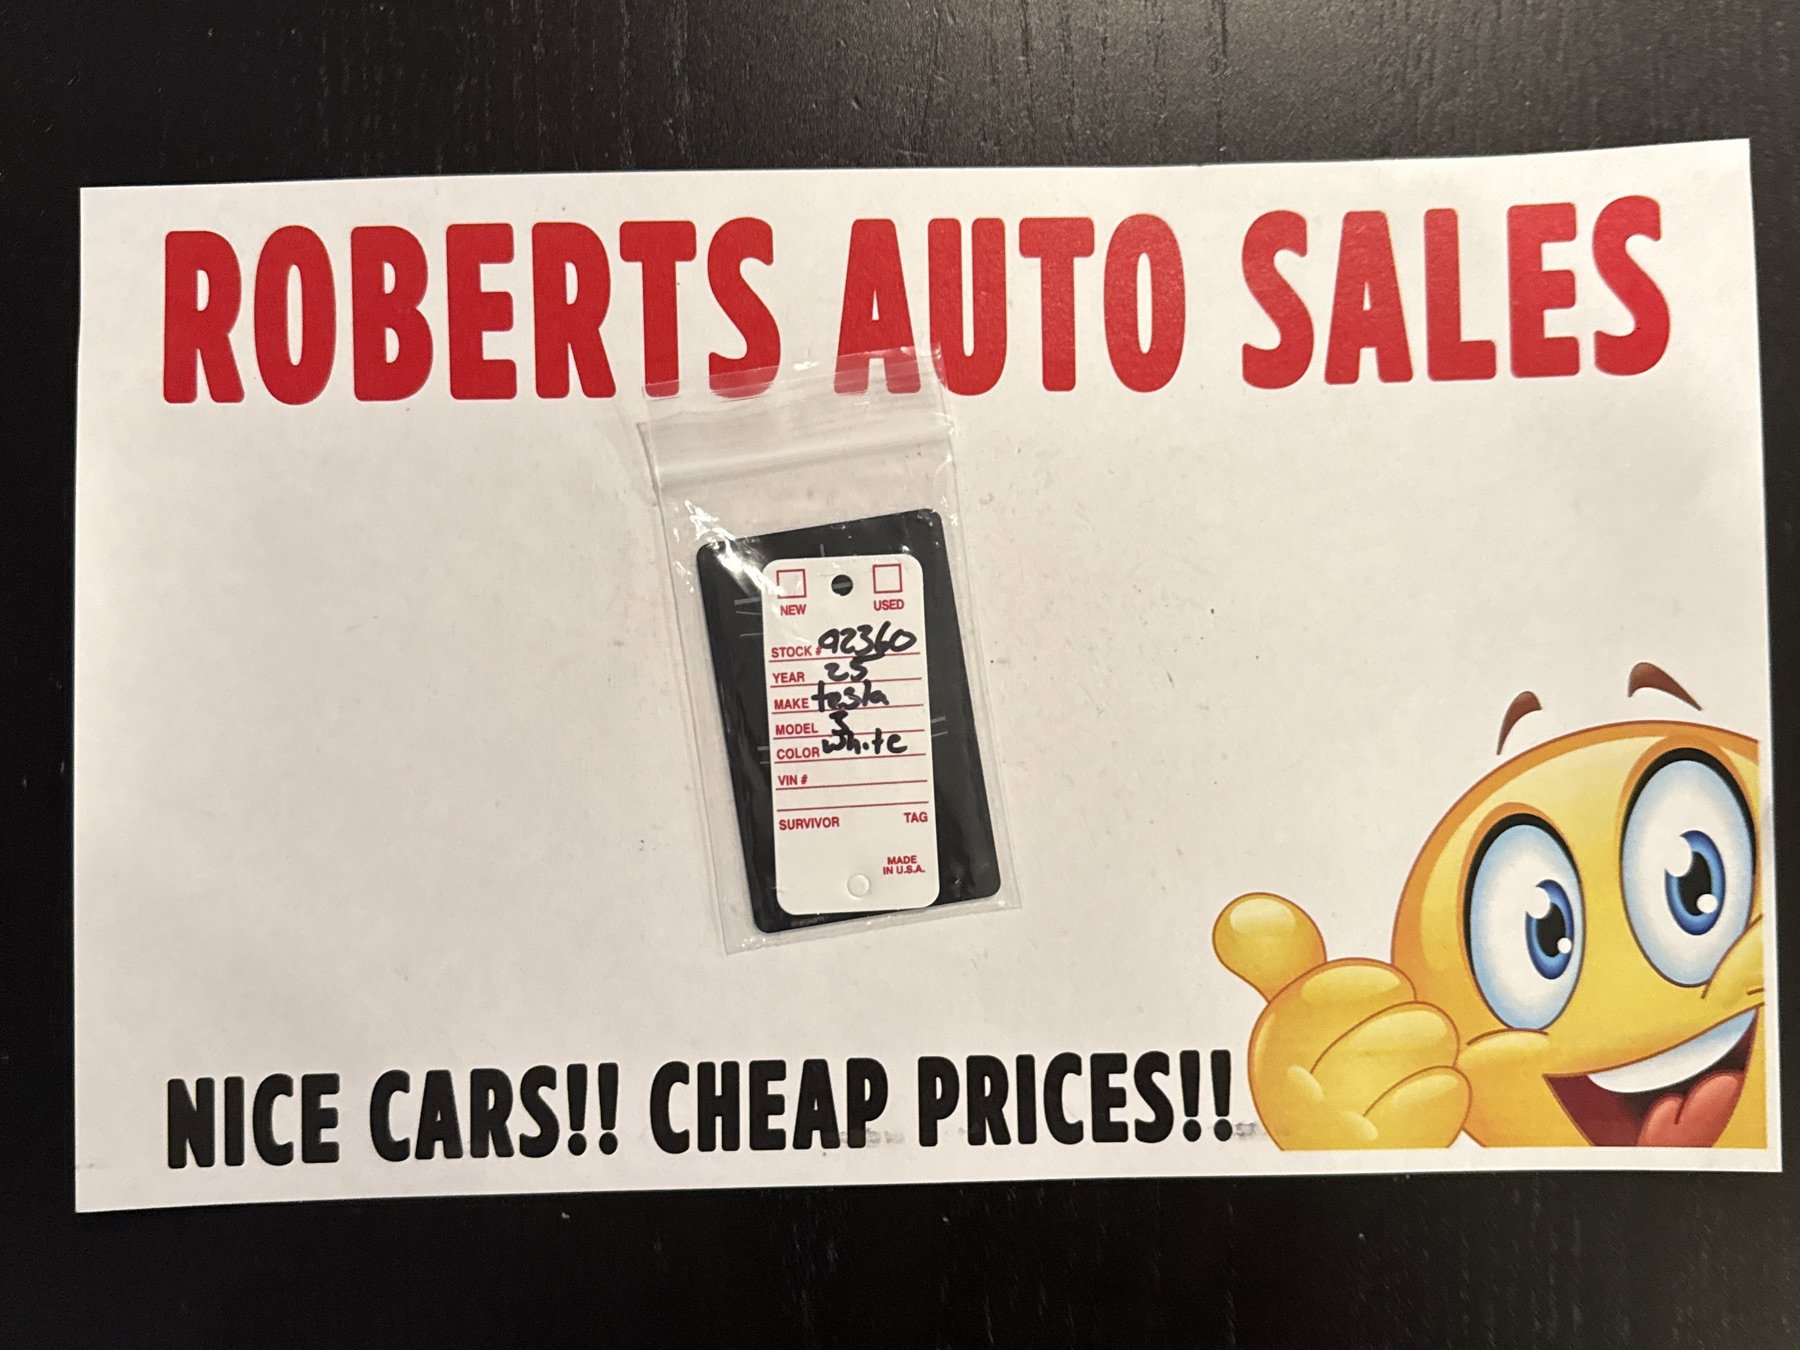 ROBERTS AUTO SALES
NEW USED
STOCK # 92360
YEAR 25
MAKE tesla
MODEL 3
COLOR white
VIN #
SURVIVOR TAG
MADE
IN U.S.A.
NICE CARS!! CHEAP PRICES!!